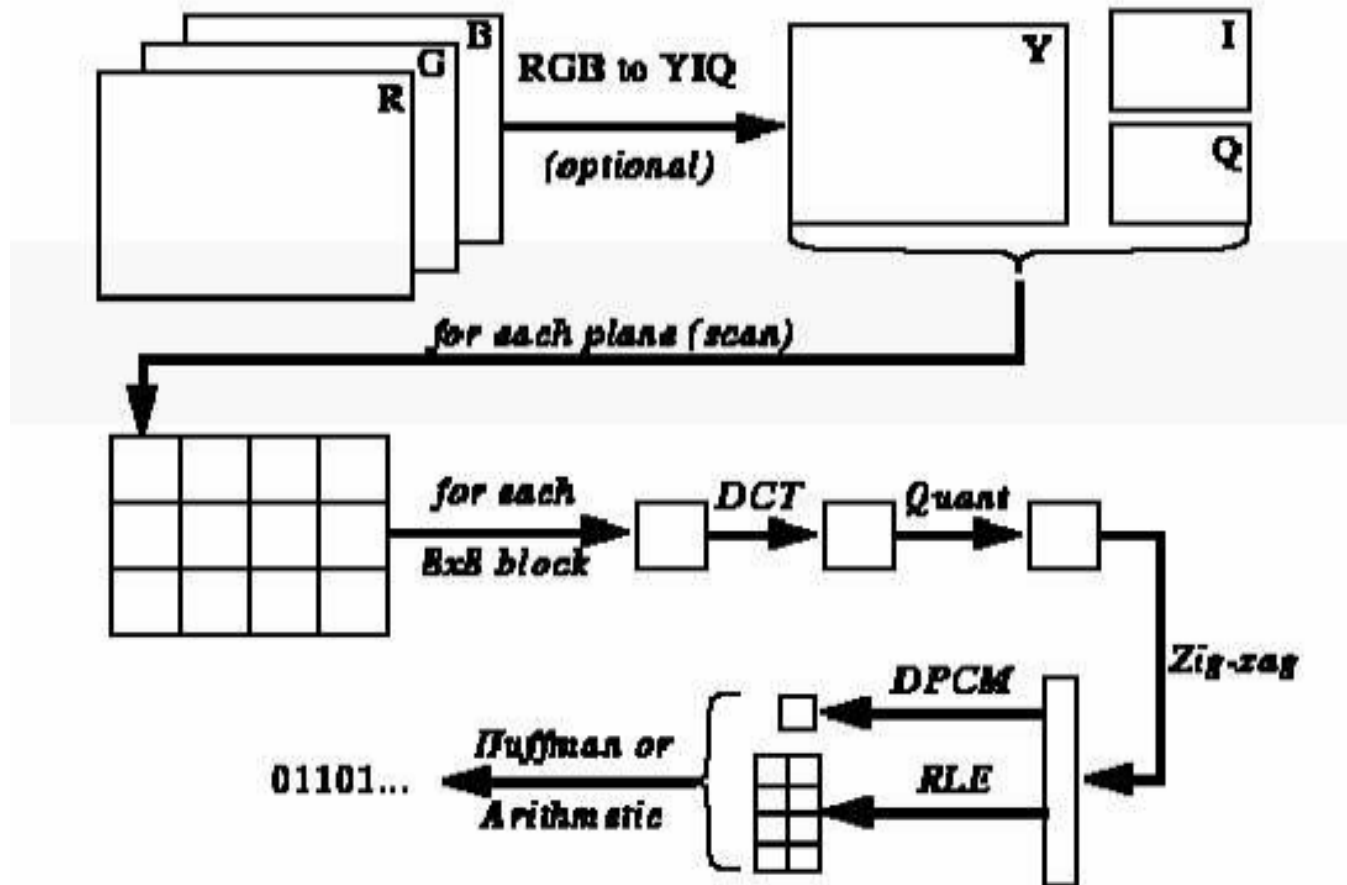 B
G
R
RGB to YIQ
(optional)
Y
I
Q
for each plane (scan)
for each
8x8 block
DCT
Quant
Zig-zag
DPCM
RLE
Huffman or
Arithmetic
01101...